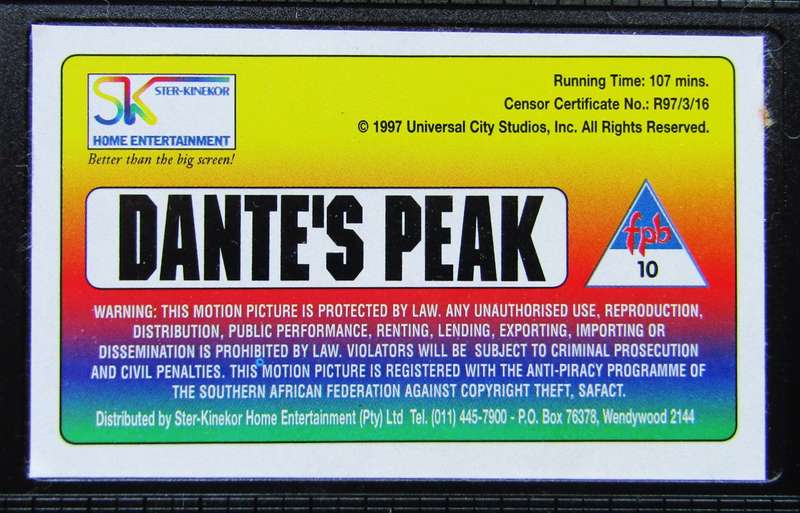 SK STER-KINEKOR
HOME ENTERTAINMENT
Better than the big screen!
Running Time: 107 mins.
Censor Certificate No.: R97/3/16
© 1997 Universal City Studios, Inc. All Rights Reserved.
DANTE'S PEAK
fpb
10
WARNING: THIS MOTION PICTURE IS PROTECTED BY LAW. ANY UNAUTHORISED USE, REPRODUCTION,
DISTRIBUTION, PUBLIC PERFORMANCE, RENTING, LENDING, EXPORTING, IMPORTING OR
DISSEMINATION IS PROHIBITED BY LAW. VIOLATORS WILL BE SUBJECT TO CRIMINAL PROSECUTION
AND CIVIL PENALTIES. THIS MOTION PICTURE IS REGISTERED WITH THE ANTI-PIRACY PROGRAMME OF
THE SOUTHERN AFRICAN FEDERATION AGAINST COPYRIGHT THEFT, SAFACT.
Distributed by Ster-Kinekor Home Entertainment (Pty) Ltd Tel. (011) 445-7900 - P.O. Box 76378, Wendywood 2144